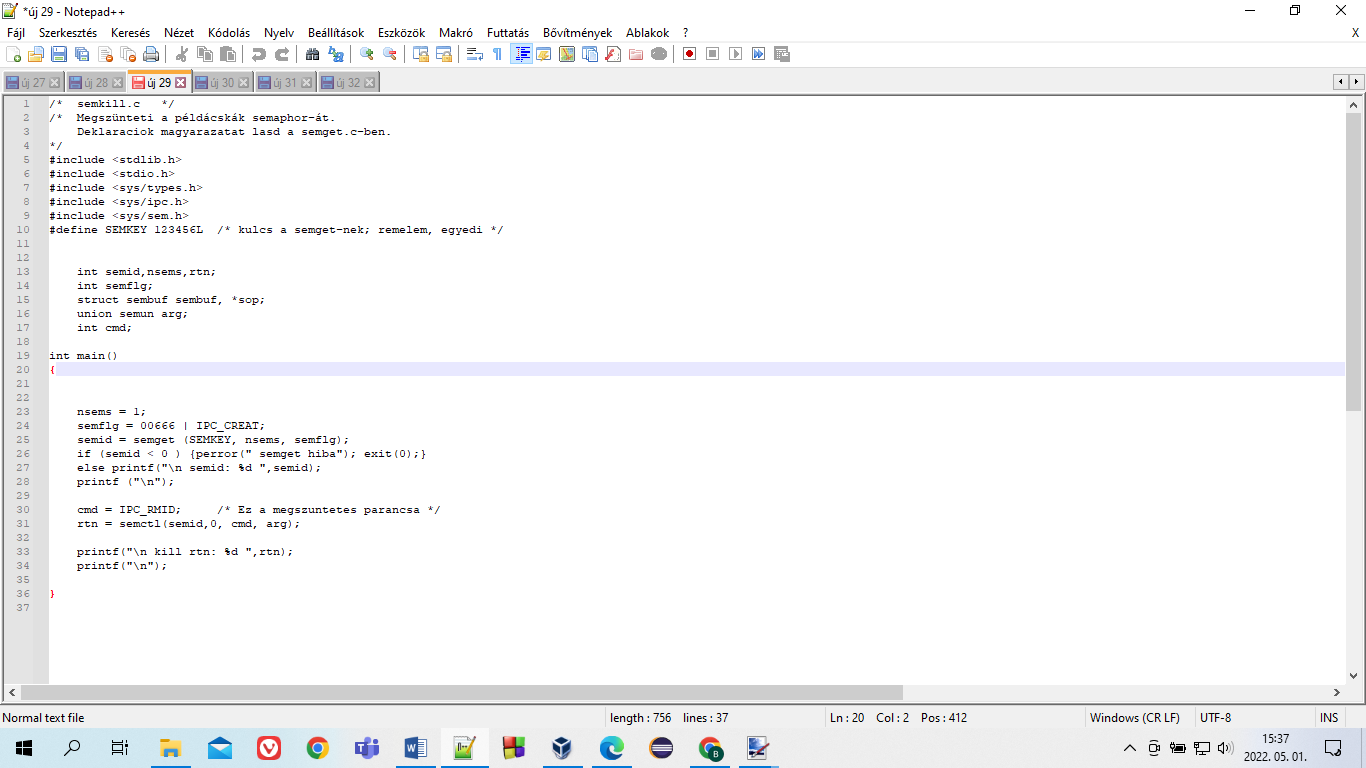 *új 29 - Notepad++
Fájl Szerkesztés Keresés Nézet Kódolás Nyelv Beállítások Eszközök Makró Futtatás Bővítmények Ablakok ? X
új 27 új 28 új 29 új 30 új 31 új 32
1 /*  semkill.c   */
2 /*  Megszünteti a példácskák semaphor-át.
3     Deklaraciok magyarazatat lasd a semget.c-ben.
4 */
5 #include <stdlib.h>
6 #include <stdio.h>
7 #include <sys/types.h>
8 #include <sys/ipc.h>
9 #include <sys/sem.h>
10 #define SEMKEY 123456L  /* kulcs a semget-nek; remelem, egyedi */
11
12
13     int semid,nsems,rtn;
14     int semflg;
15     struct sembuf sembuf, *sop;
16     union semun arg;
17     int cmd;
18
19 int main()
20 {
21
22
23     nsems = 1;
24     semflg = 00666 | IPC_CREAT;
25     semid = semget (SEMKEY, nsems, semflg);
26     if (semid < 0 ) {perror(" semget hiba"); exit(0);}
27     else printf("\n semid: %d ",semid);
28     printf ("\n");
29
30     cmd = IPC_RMID;     /* Ez a megszuntetes parancsa */
31     rtn = semctl(semid,0, cmd, arg);
32
33     printf("\n kill rtn: %d ",rtn);
34     printf("\n");
35
36 }
37
Normal text file length : 756 lines : 37 Ln : 20 Col : 2 Pos : 412 Windows (CR LF) UTF-8 INS
15:37
2022. 05. 01.